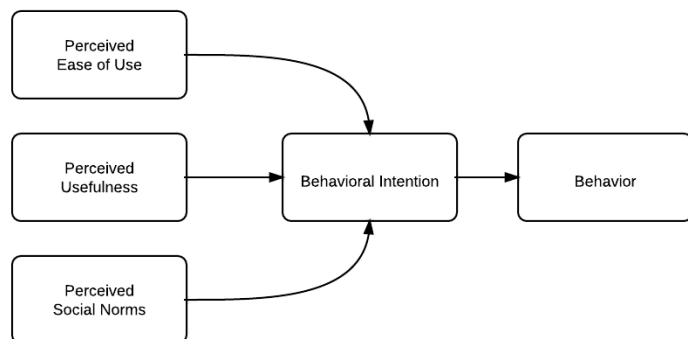 Perceived
Ease of Use
Perceived
Usefulness
Behavioral Intention
Behavior
Perceived
Social Norms